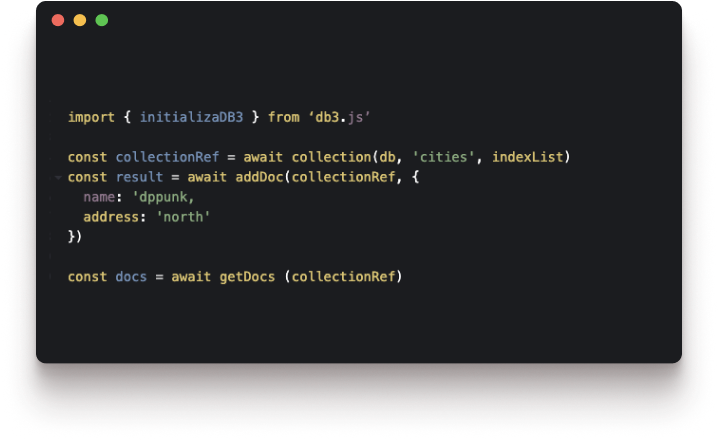 import { initializaDB3 } from ‘db3.js’
const collectionRef = await collection(db, 'cities', indexList)
const result = await addDoc(collectionRef, {
name: 'dppunk,
address: 'north'
})
const docs = await getDocs (collectionRef)